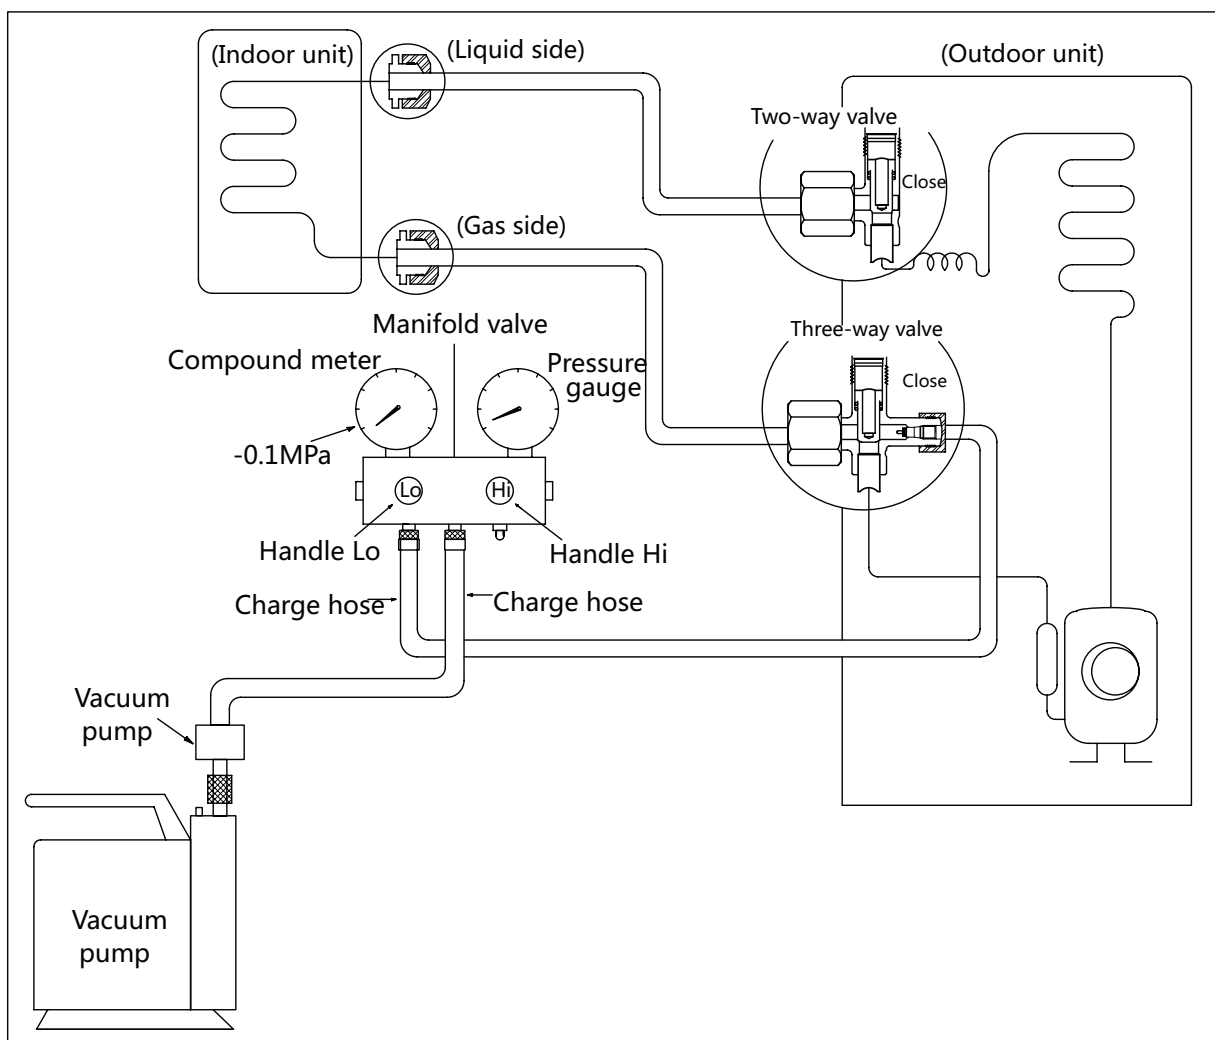 (Indoor unit)
(Liquid side)
(Outdoor unit)
Two-way valve
Close
(Gas side)
Manifold valve
Three-way valve
Compound meter
Pressure
gauge
Close
-0.1MPa
Lo
Hi
Handle Lo
Handle Hi
Charge hose
Charge hose
Vacuum
pump
Vacuum
pump